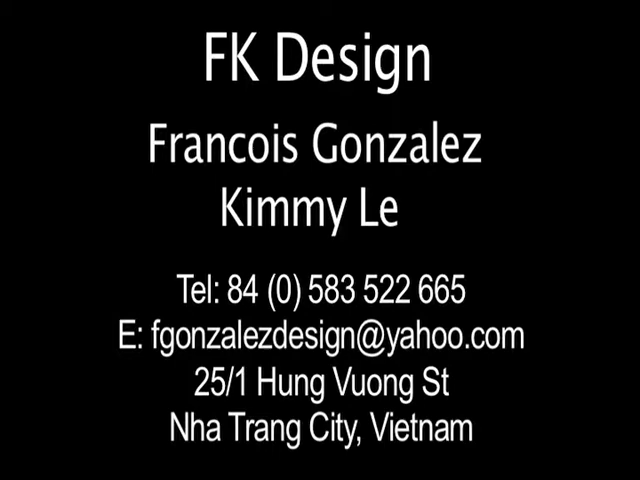 FK Design
Francois Gonzalez
Kimmy Le
Tel: 84 (0) 583 522 665
E: fgonzalezdesign@yahoo.com
25/1 Hung Vuong St
Nha Trang City, Vietnam